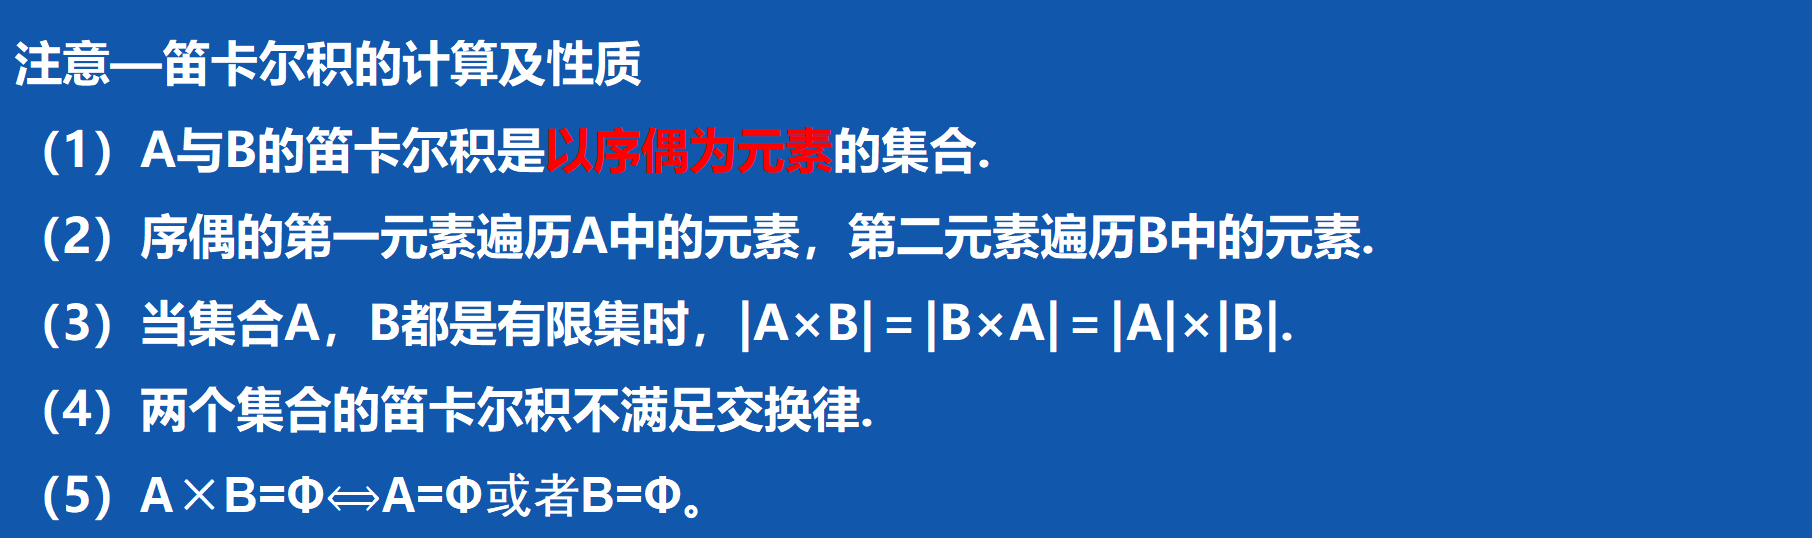 注意—笛卡尔积的计算及性质
（1）A与B的笛卡尔积是以序偶为元素的集合.
（2）序偶的第一元素遍历A中的元素，第二元素遍历B中的元素.
（3）当集合A，B都是有限集时，|A×B|=|B×A|=|A|×|B|.
（4）两个集合的笛卡尔积不满足交换律.
（5）A×B=Φ⟺A=Φ或者B=Φ。